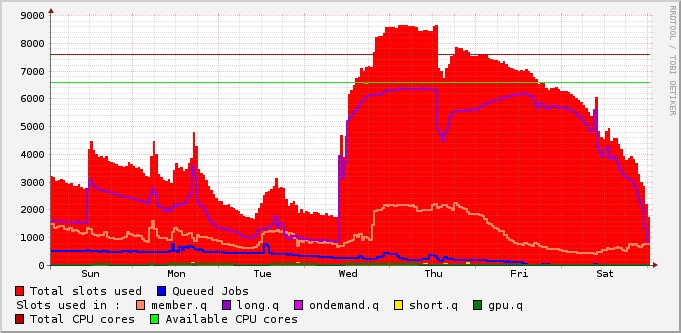 9000
8000
7000
6000
5000
4000
3000
2000
1000
0
Sun Mon Tue Wed Thu Fri Sat
RRDTOOL / TOBI OETIKER
Total slots used Queued Jobs
Slots used in : member.q long.q ondemand.q short.q gpu.q
Total CPU cores Available CPU cores